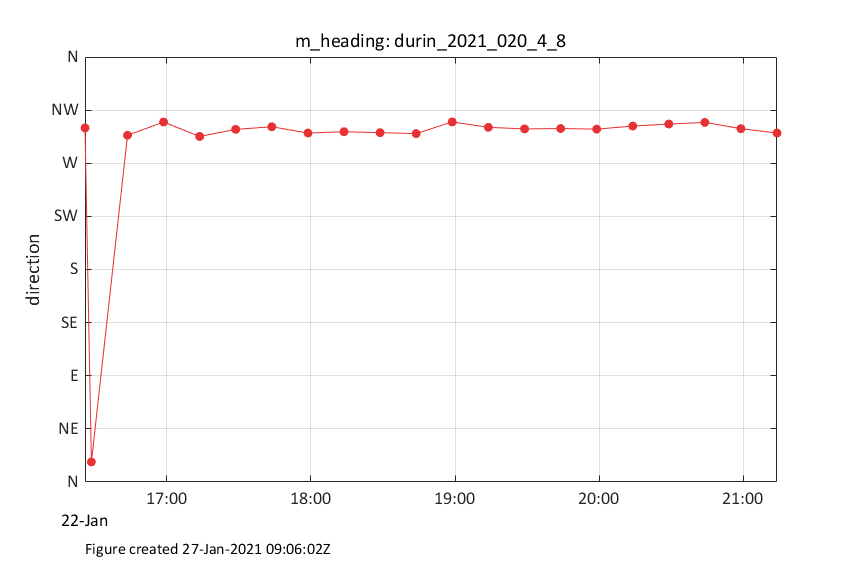 m_heading: durin_2021_020_4_8
N
NW
W
SW
S
SE
E
NE
N
direction
17:00 18:00 19:00 20:00 21:00
22-Jan
Figure created 27-Jan-2021 09:06:02Z